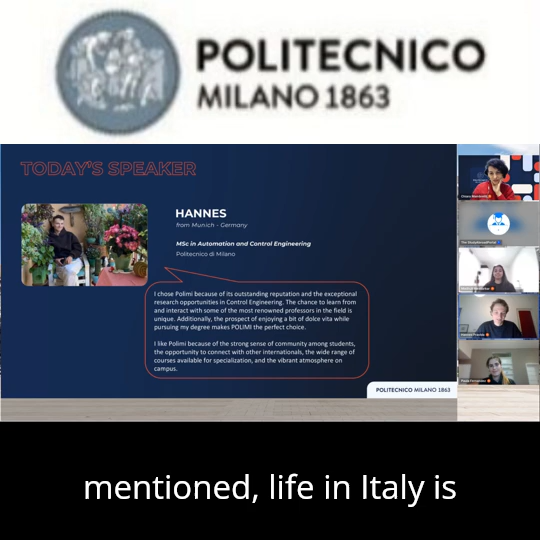 POLITECNICO
MILANO 1863
TODAY'S SPEAKER
HANNES
from Munich - Germany
MSc in Automation and Control Engineering
Politecnico di Milano
I chose Polimi because of its outstanding reputation and the exceptional
research opportunities in Control Engineering. The chance to learn from
and interact with some of the most renowned professors in the field is
unique. Additionally, the prospect of enjoying a bit of dolce vita while
pursuing my degree makes POLIMI the perfect choice.
I like Polimi because of the strong sense of community among students,
the opportunity to connect with other internationals, the wide range of
courses available for specialization, and the vibrant atmosphere on
campus.
POLITECNICO MILANO 1863
mentioned, life in Italy is